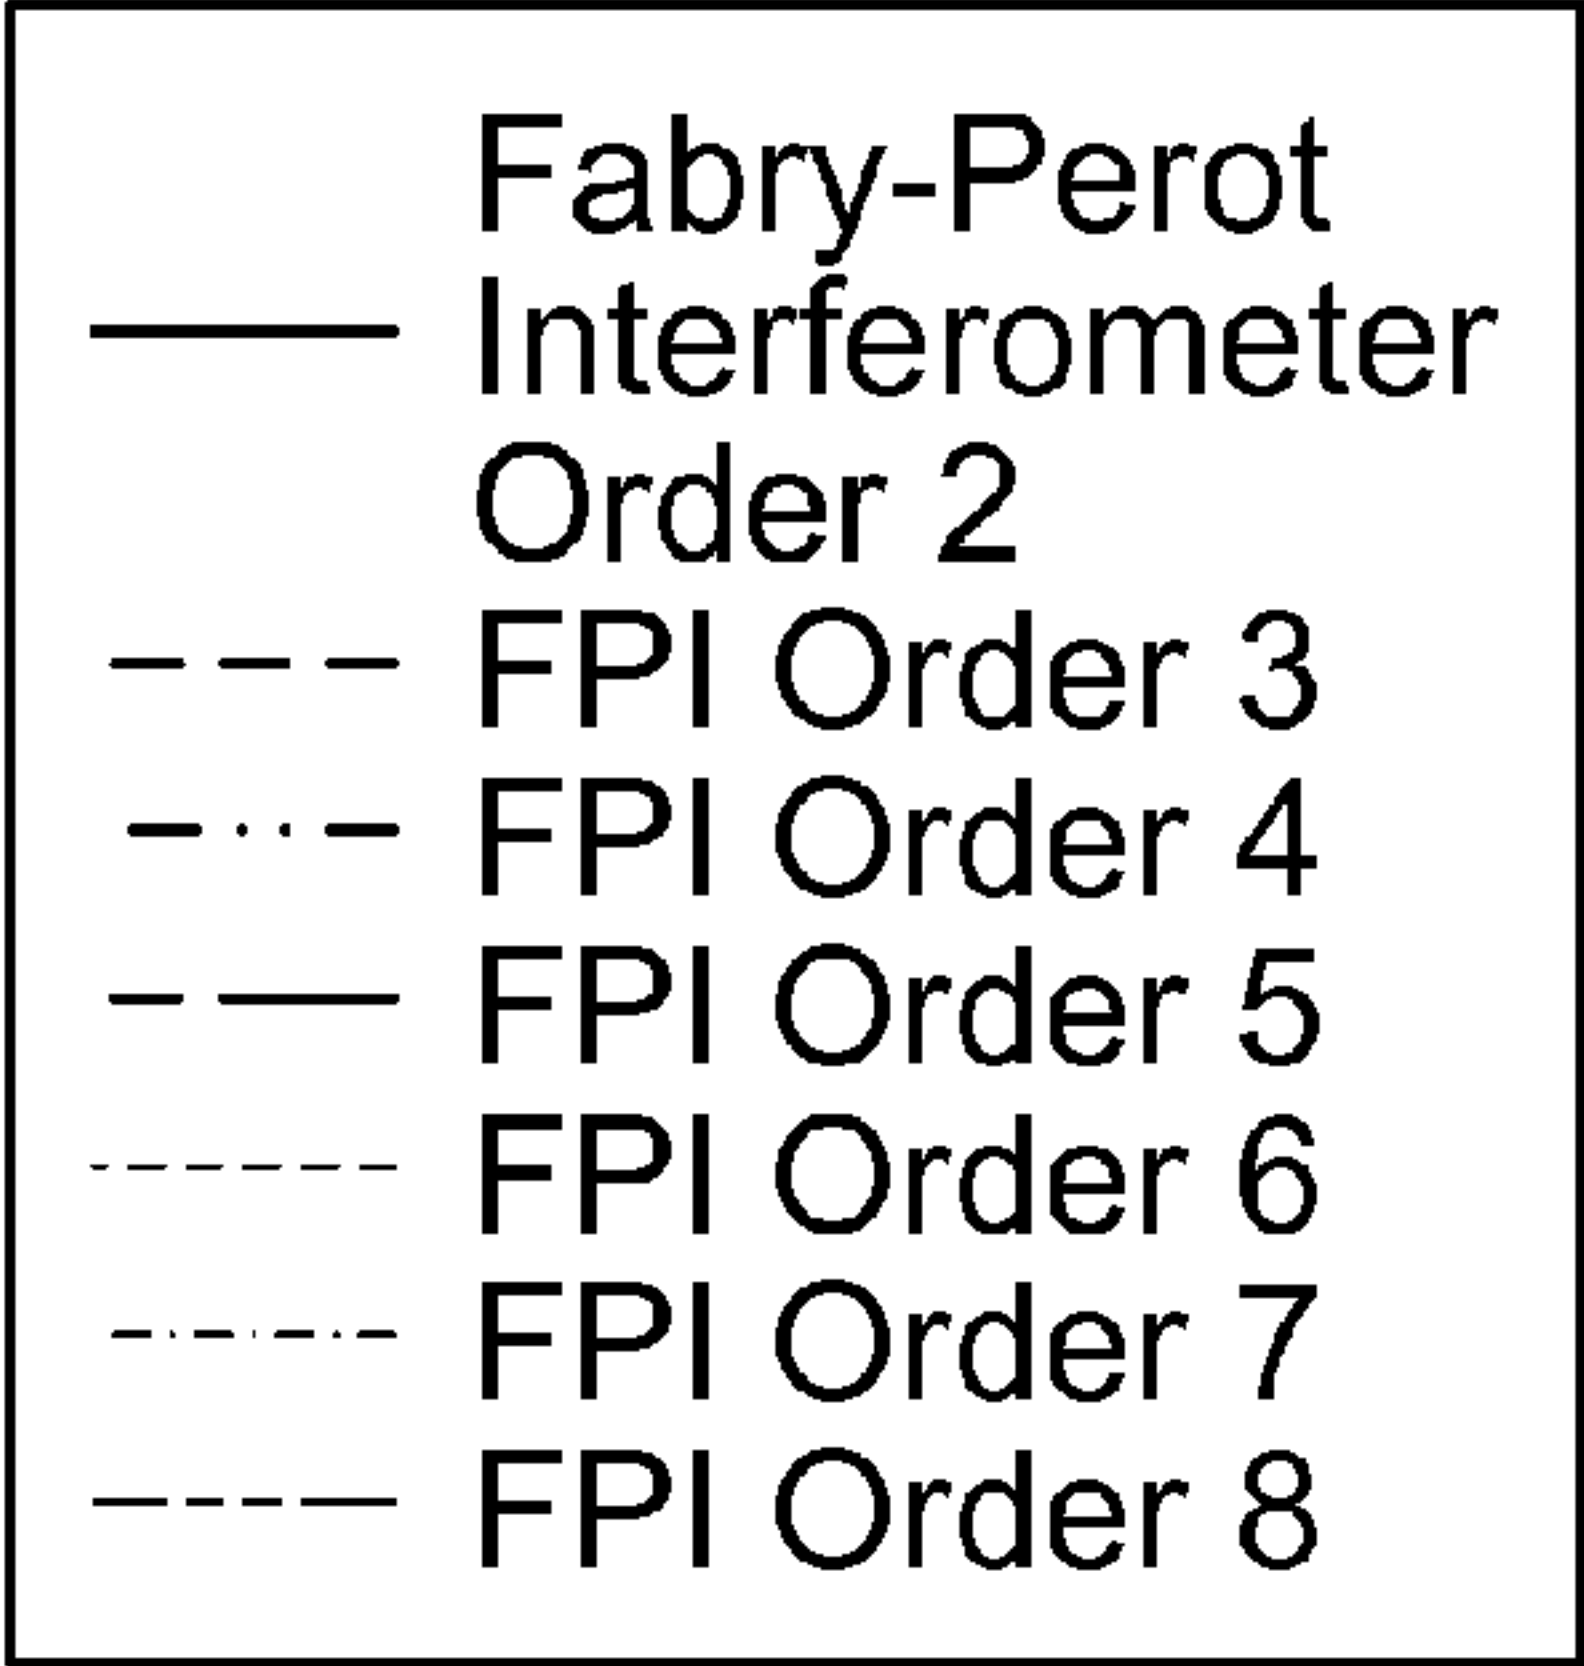 Fabry-Perot
Interferometer
Order 2
FPI Order 3
FPI Order 4
FPI Order 5
FPI Order 6
FPI Order 7
FPI Order 8